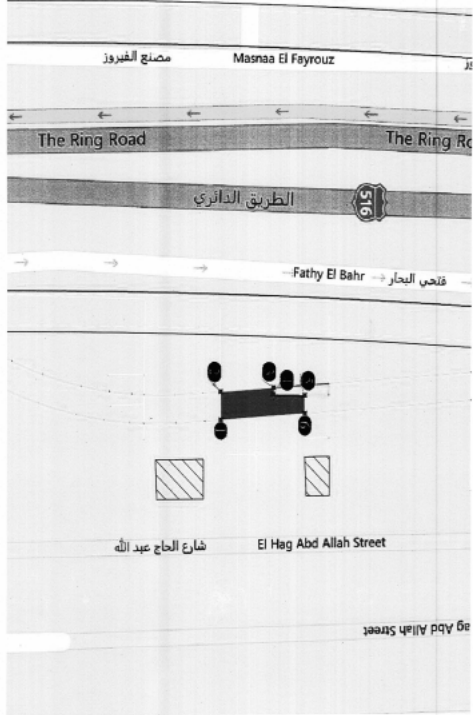 مصنع الفيروز Masnaa El Fayrouz
The Ring Road The Ring Ro
الطريق الدائري 516
Fathy El Bahr فتحي البحار
شارع الحاج عبد الله El Hag Abd Allah Street
ag Abd Allah Street